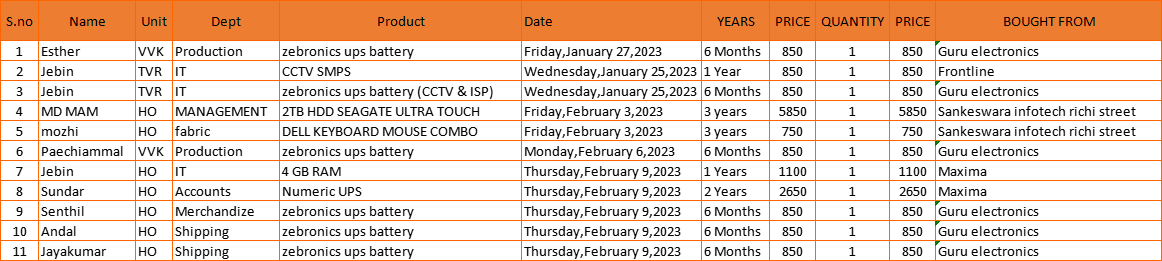 S.no Name Unit Dept Product Date YEARS PRICE QUANTITY PRICE BOUGHT FROM
1 Esther VVK Production zebronics ups battery Friday,January 27,2023 6 Months 850 1 850 Guru electronics
2 Jebin TVR IT CCTV SMPS Wednesday,January 25,2023 1 Year 850 1 850 Frontline
3 Jebin TVR IT zebronics ups battery (CCTV & ISP) Wednesday,January 25,2023 6 Months 850 1 850 Guru electronics
4 MD MAM HO MANAGEMENT 2TB HDD SEAGATE ULTRA TOUCH Friday,February 3,2023 3 years 5850 1 5850 Sankeswara infotech richi street
5 mozhi HO fabric DELL KEYBOARD MOUSE COMBO Friday,February 3,2023 3 years 750 1 750 Sankeswara infotech richi street
6 Paechiammal VVK Production zebronics ups battery Monday,February 6,2023 6 Months 850 1 850 Guru electronics
7 Jebin HO IT 4 GB RAM Thursday,February 9,2023 1 Years 1100 1 1100 Maxima
8 Sundar HO Accounts Numeric UPS Thursday,February 9,2023 2 Years 2650 1 2650 Maxima
9 Senthil HO Merchandize zebronics ups battery Thursday,February 9,2023 6 Months 850 1 850 Guru electronics
10 Andal HO Shipping zebronics ups battery Thursday,February 9,2023 6 Months 850 1 850 Guru electronics
11 Jayakumar HO Shipping zebronics ups battery Thursday,February 9,2023 6 Months 850 1 850 Guru electronics